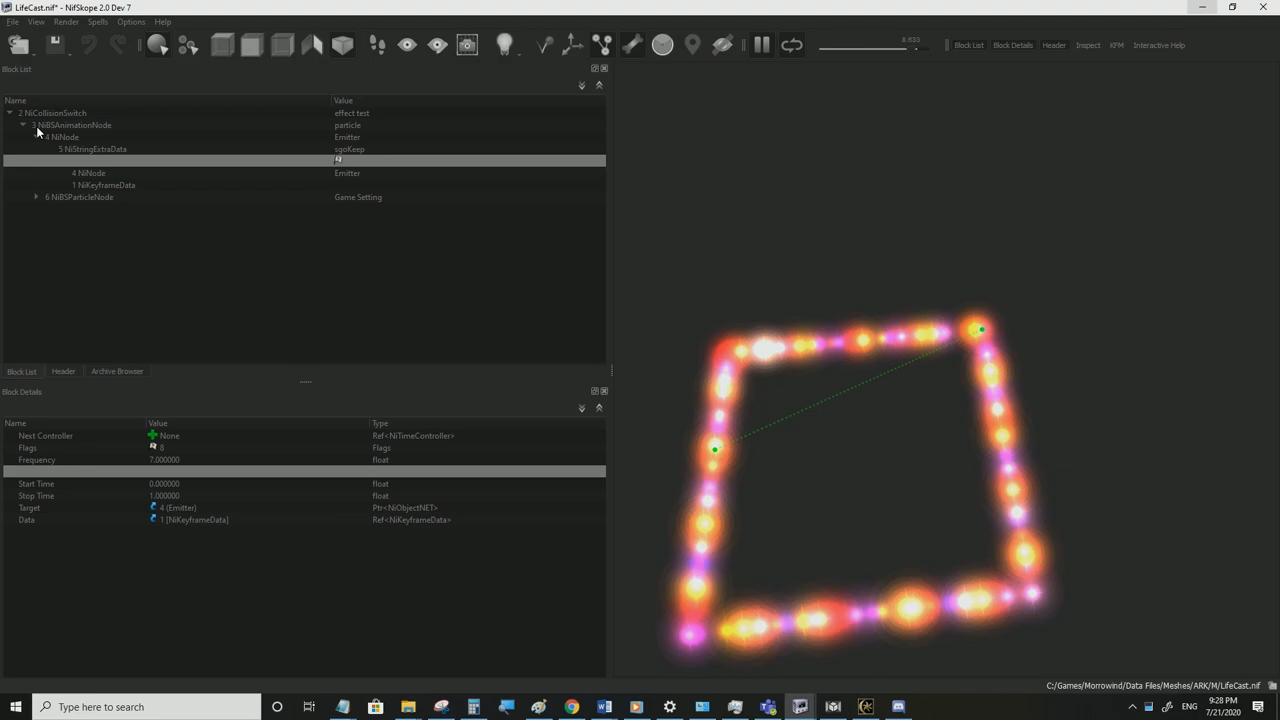 LifeCast.nif* - NifSkope 2.0 Dev 7
File View Render Spells Options Help
8.633
Block List Block Details Header Inspect KFM Interactive Help
Block List
Name Value
2 NiCollisionSwitch effect test
3 NiBSAnimationNode particle
4 NiNode Emitter
5 NiStringExtraData sgoKeep
4 NiNode Emitter
1 NiKeyframeData
6 NiBSParticleNode Game Setting
Block List Header Archive Browser
Block Details
Name Value Type
Next Controller None Ref<NiTimeController>
Flags 8 Flags
Frequency 7.000000 float
Start Time 0.000000 float
Stop Time 1.000000 float
Target 4 (Emitter) Ptr<NiObjectNET>
Data 1 [NiKeyframeData] Ref<NiKeyframeData>
C:/Games/Morrowind/Data Files/Meshes/ARK/M/LifeCast.nif
Type here to search
ENG
9:28 PM
7/21/2020